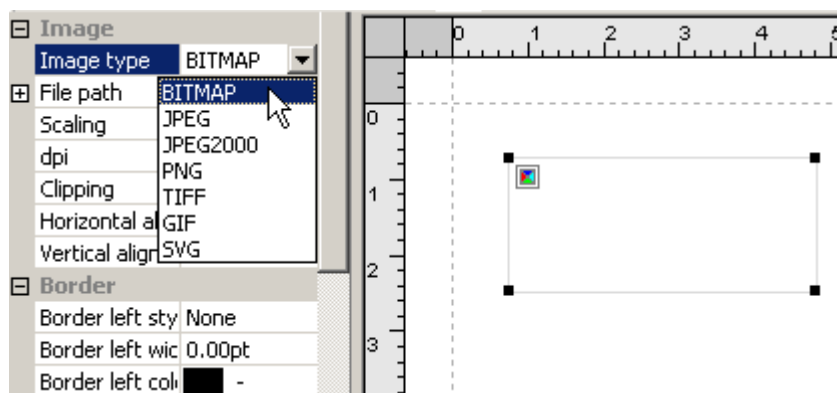 Image
Image type BITMAP
File path BITMAP
Scaling JPEG
dpi JPEG2000
PNG
Clipping TIFF
Horizontal al GIF
Vertical align SVG
Border
Border left sty None
Border left wic 0.00pt
Border left col -
0 1 2 3 4 5
0
1
2
3